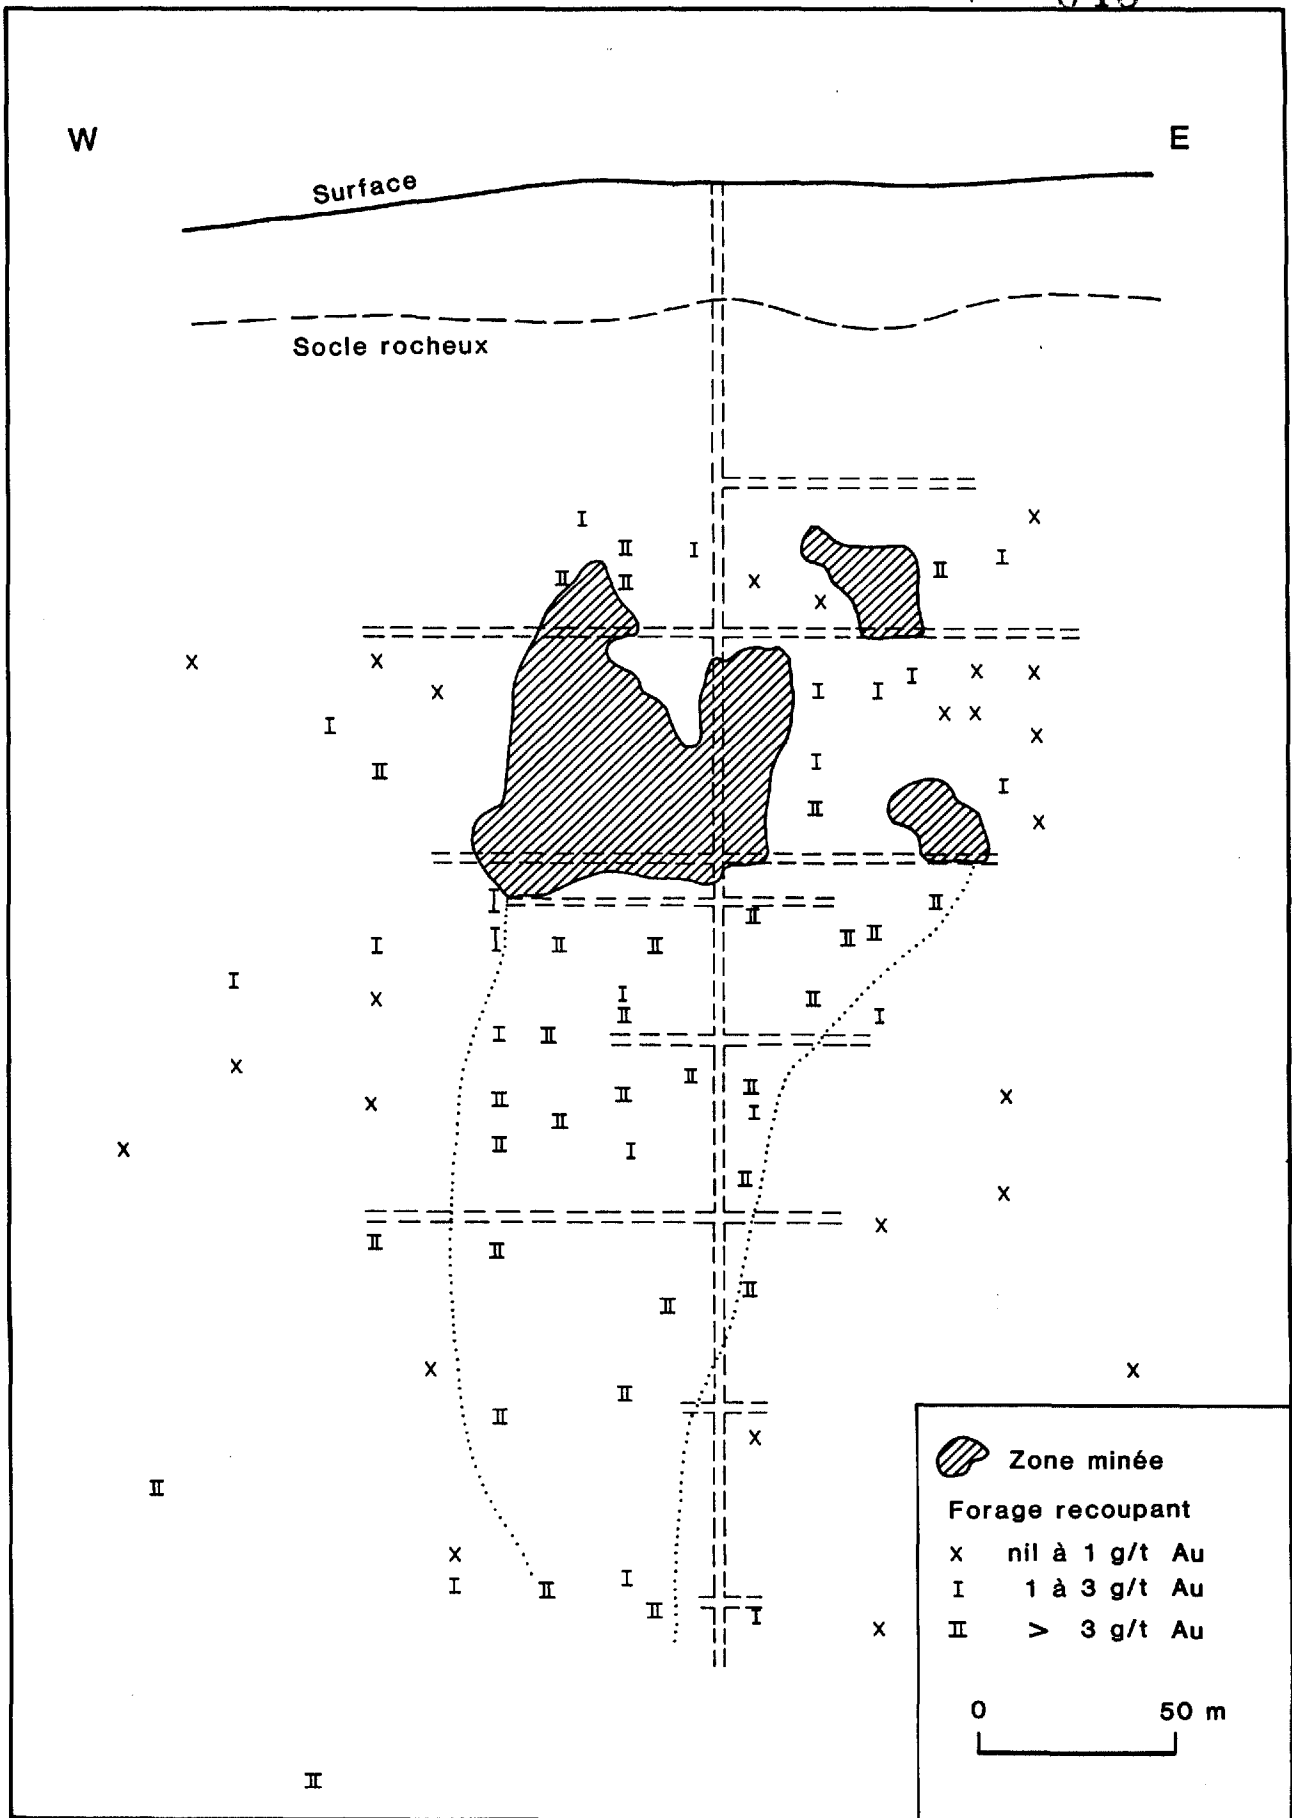 W
E
Surface
Socle rocheux
Zone minée
Forage recoupant
x nil à 1 g/t Au
I 1 à 3 g/t Au
II > 3 g/t Au
0 50 m